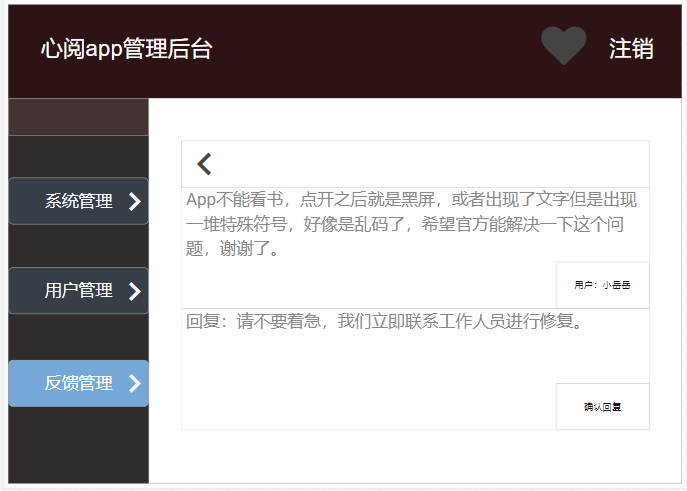 心阅app管理后台
注销
系统管理
用户管理
反馈管理
App不能看书，点开之后就是黑屏，或者出现了文字但是出现
一堆特殊符号，好像是乱码了，希望官方能解决一下这个问
题，谢谢了。
用户：小岳岳
回复：请不要着急，我们立即联系工作人员进行修复。
确认回复